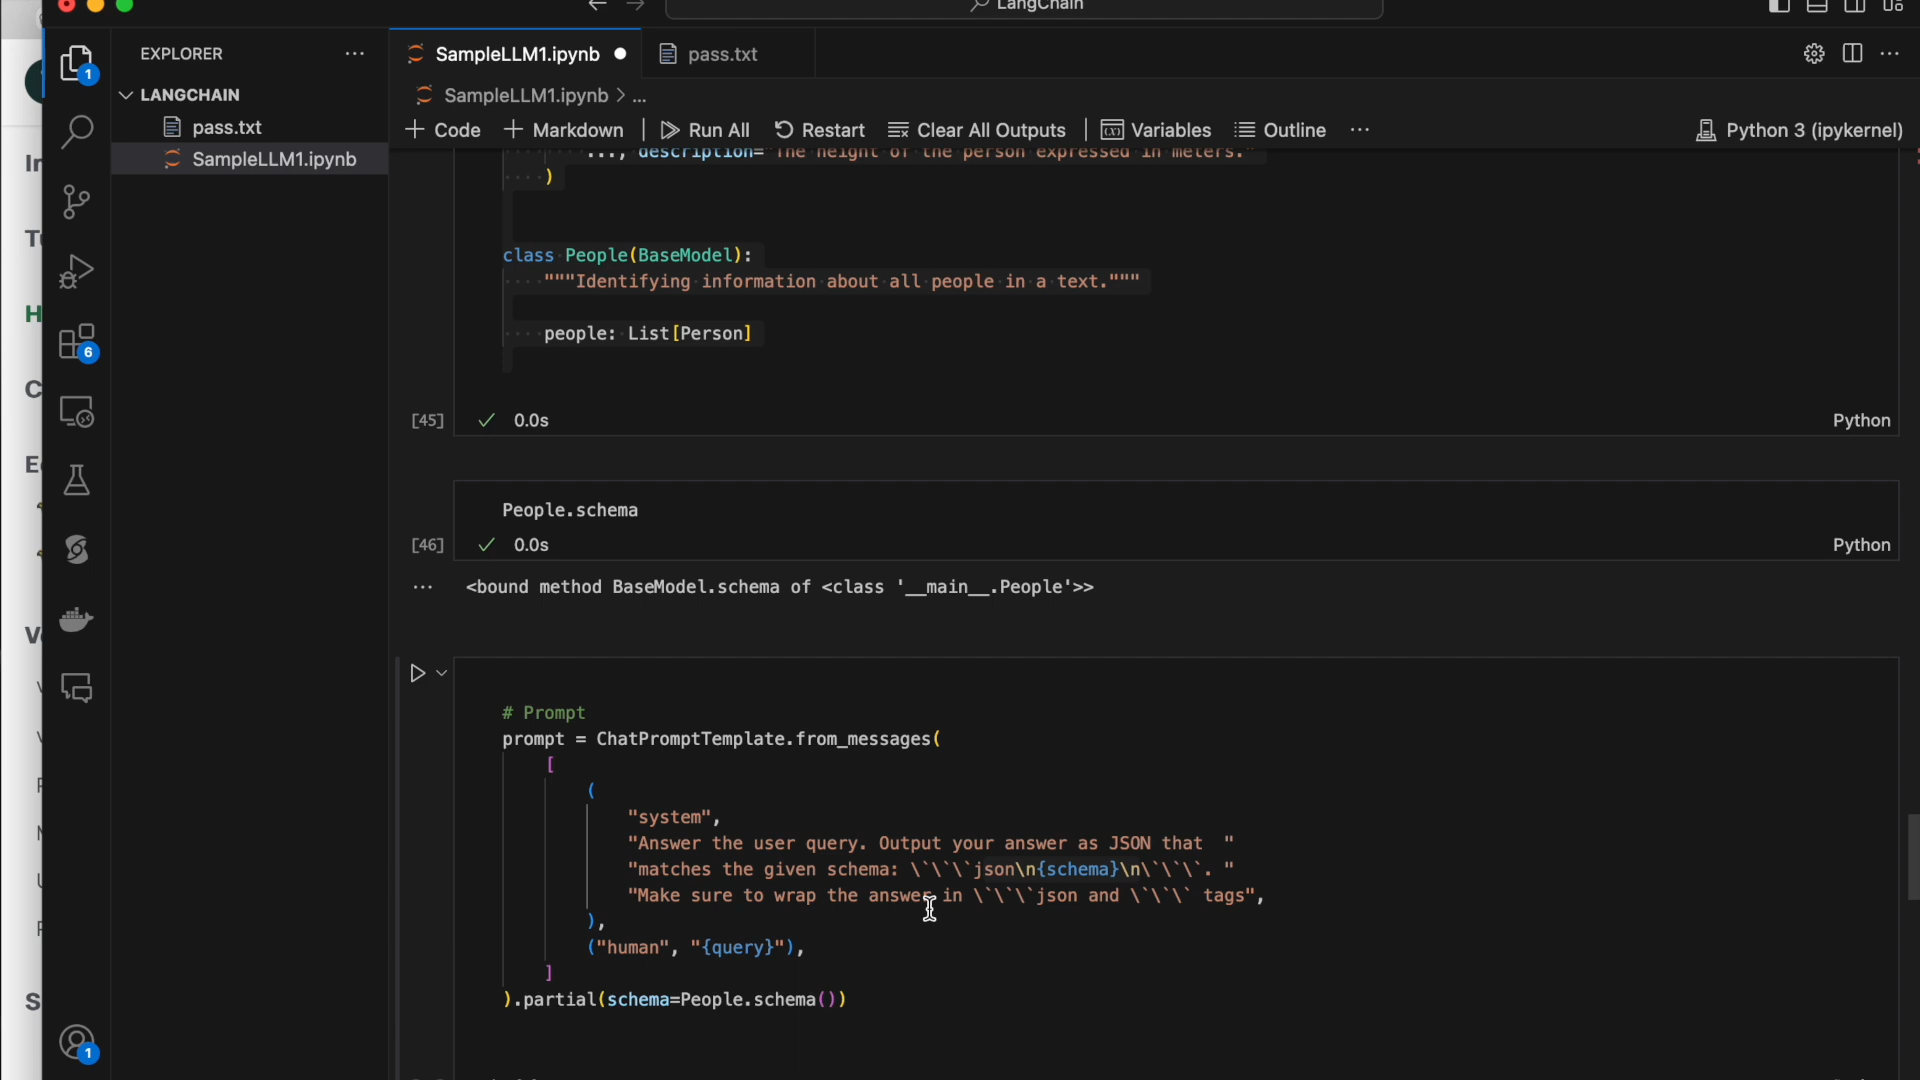 LangChain
EXPLORER
SampleLLM1.ipynb
pass.txt
LANGCHAIN
pass.txt
SampleLLM1.ipynb
SampleLLM1.ipynb > ...
Code
Markdown
Run All
Restart
Clear All Outputs
Variables
Outline
Python 3 (ipykernel)
..., description="The height of the person expressed in meters."
)
class People(BaseModel):
"""Identifying information about all people in a text."""
people: List[Person]
[45]
0.0s
Python
People.schema
[46]
0.0s
Python
<bound method BaseModel.schema of <class '__main__.People'>>
# Prompt
prompt = ChatPromptTemplate.from_messages(
[
(
"system",
"Answer the user query. Output your answer as JSON that  "
"matches the given schema: \`\`\`json\n{schema}\n\`\`\`. "
"Make sure to wrap the answer in \`\`\`json and \`\`\` tags",
),
("human", "{query}"),
]
).partial(schema=People.schema())
1
6
1